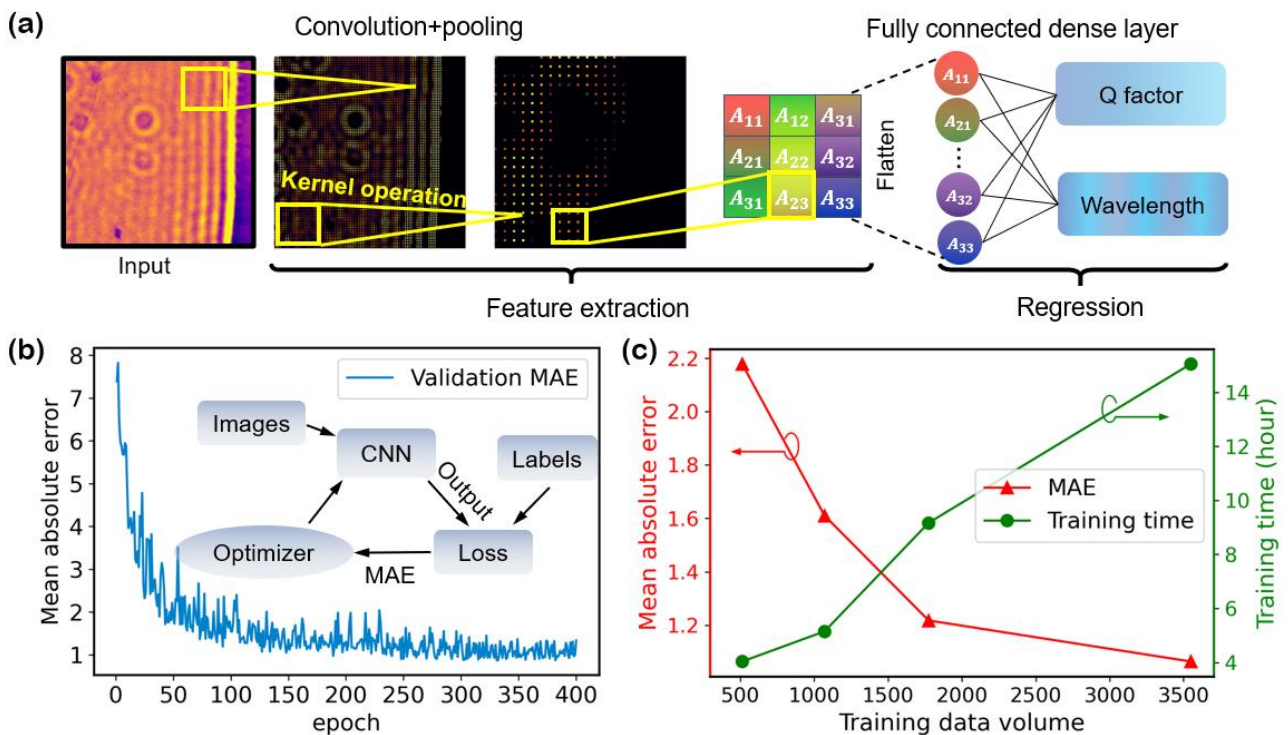 (a)
Convolution+pooling
Fully connected dense layer
Kernel operation
Input
A₁₁ A₁₂ A₃₁
A₂₁ A₂₂ A₃₂
A₃₁ A₂₃ A₃₃
Flatten
A₁₁
A₂₁
A₃₂
A₃₃
Q factor
Wavelength
Feature extraction
Regression
(b)
Mean absolute error
8
7
6
5
4
3
2
1
Validation MAE
Images
CNN
Labels
Output
Optimizer
Loss
MAE
0 50 100 150 200 250 300 350 400
epoch
(c)
Mean absolute error
2.2
2.0
1.8
1.6
1.4
1.2
MAE
Training time
14
12
10
8
6
4
Training time (hour)
500 1000 1500 2000 2500 3000 3500
Training data volume